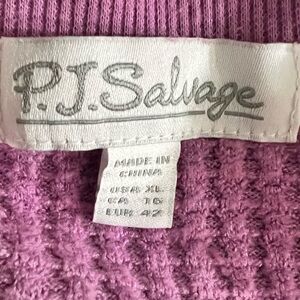 P.J.Salvage
MADE IN
CHINA
USA XL
CA 16
EUR 42